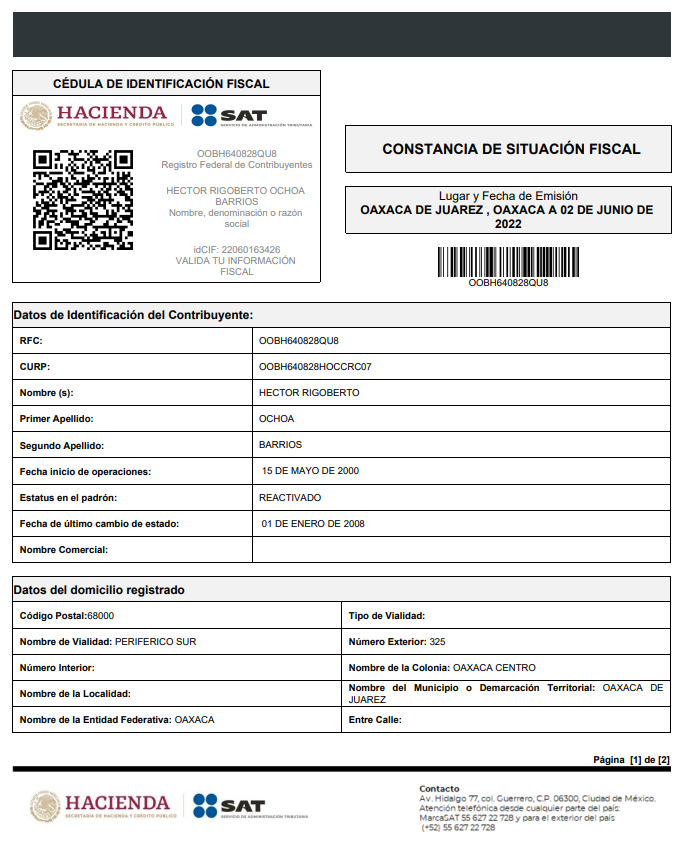 CÉDULA DE IDENTIFICACIÓN FISCAL
HACIENDA
SECRETARÍA DE HACIENDA Y CRÉDITO PÚBLICO
SAT
SERVICIO DE ADMINISTRACIÓN TRIBUTARIA
OOBH640828QU8
Registro Federal de Contribuyentes
HECTOR RIGOBERTO OCHOA
BARRIOS
Nombre, denominación o razón
social
idCIF: 22060163426
VALIDA TU INFORMACIÓN
FISCAL
CONSTANCIA DE SITUACIÓN FISCAL
Lugar y Fecha de Emisión
OAXACA DE JUAREZ , OAXACA A 02 DE JUNIO DE
2022
OOBH640828QU8
Datos de Identificación del Contribuyente:
RFC: OOBH640828QU8
CURP: OOBH640828HOCCRC07
Nombre (s): HECTOR RIGOBERTO
Primer Apellido: OCHOA
Segundo Apellido: BARRIOS
Fecha inicio de operaciones: 15 DE MAYO DE 2000
Estatus en el padrón: REACTIVADO
Fecha de último cambio de estado: 01 DE ENERO DE 2008
Nombre Comercial:
Datos del domicilio registrado
Código Postal:68000 Tipo de Vialidad:
Nombre de Vialidad: PERIFERICO SUR Número Exterior: 325
Número Interior: Nombre de la Colonia: OAXACA CENTRO
Nombre de la Localidad: Nombre del Municipio o Demarcación Territorial: OAXACA DE
JUAREZ
Nombre de la Entidad Federativa: OAXACA Entre Calle:
Página [1] de [2]
HACIENDA
SECRETARÍA DE HACIENDA Y CRÉDITO PÚBLICO
SAT
SERVICIO DE ADMINISTRACIÓN TRIBUTARIA
Contacto
Av. Hidalgo 77, col. Guerrero, C.P. 06300, Ciudad de México.
Atención telefónica desde cualquier parte del país:
MarcaSAT 55 627 22 728 y para el exterior del país
(+52) 55 627 22 728